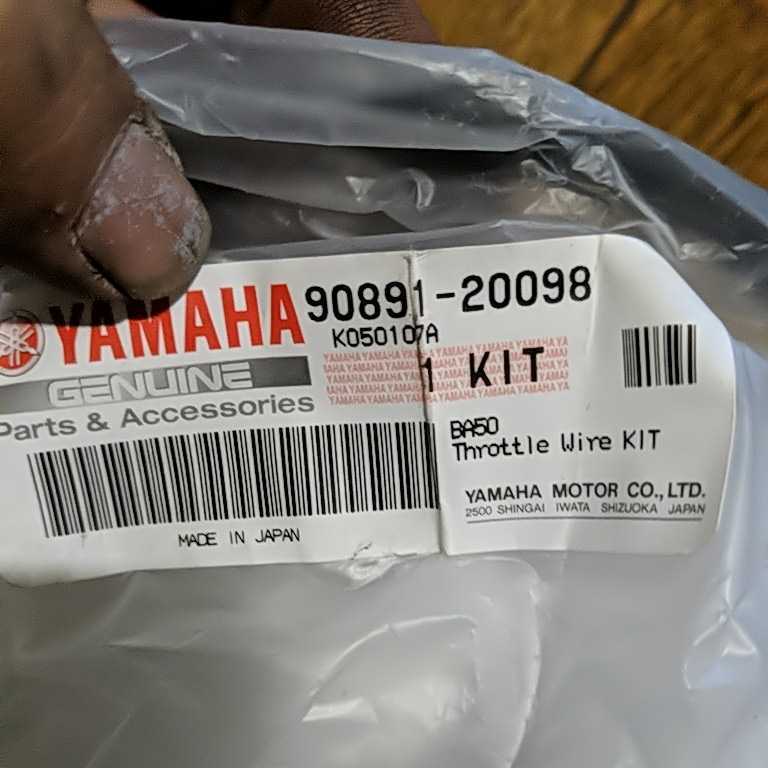 YAMAHA
GENUINE
Parts & Accessories
90891-20098
K050107A
1 KIT
BA50
Throttle Wire KIT
YAMAHA MOTOR CO., LTD.
2500 SHINGAI IWATA SHIZUOKA JAPAN
MADE IN JAPAN